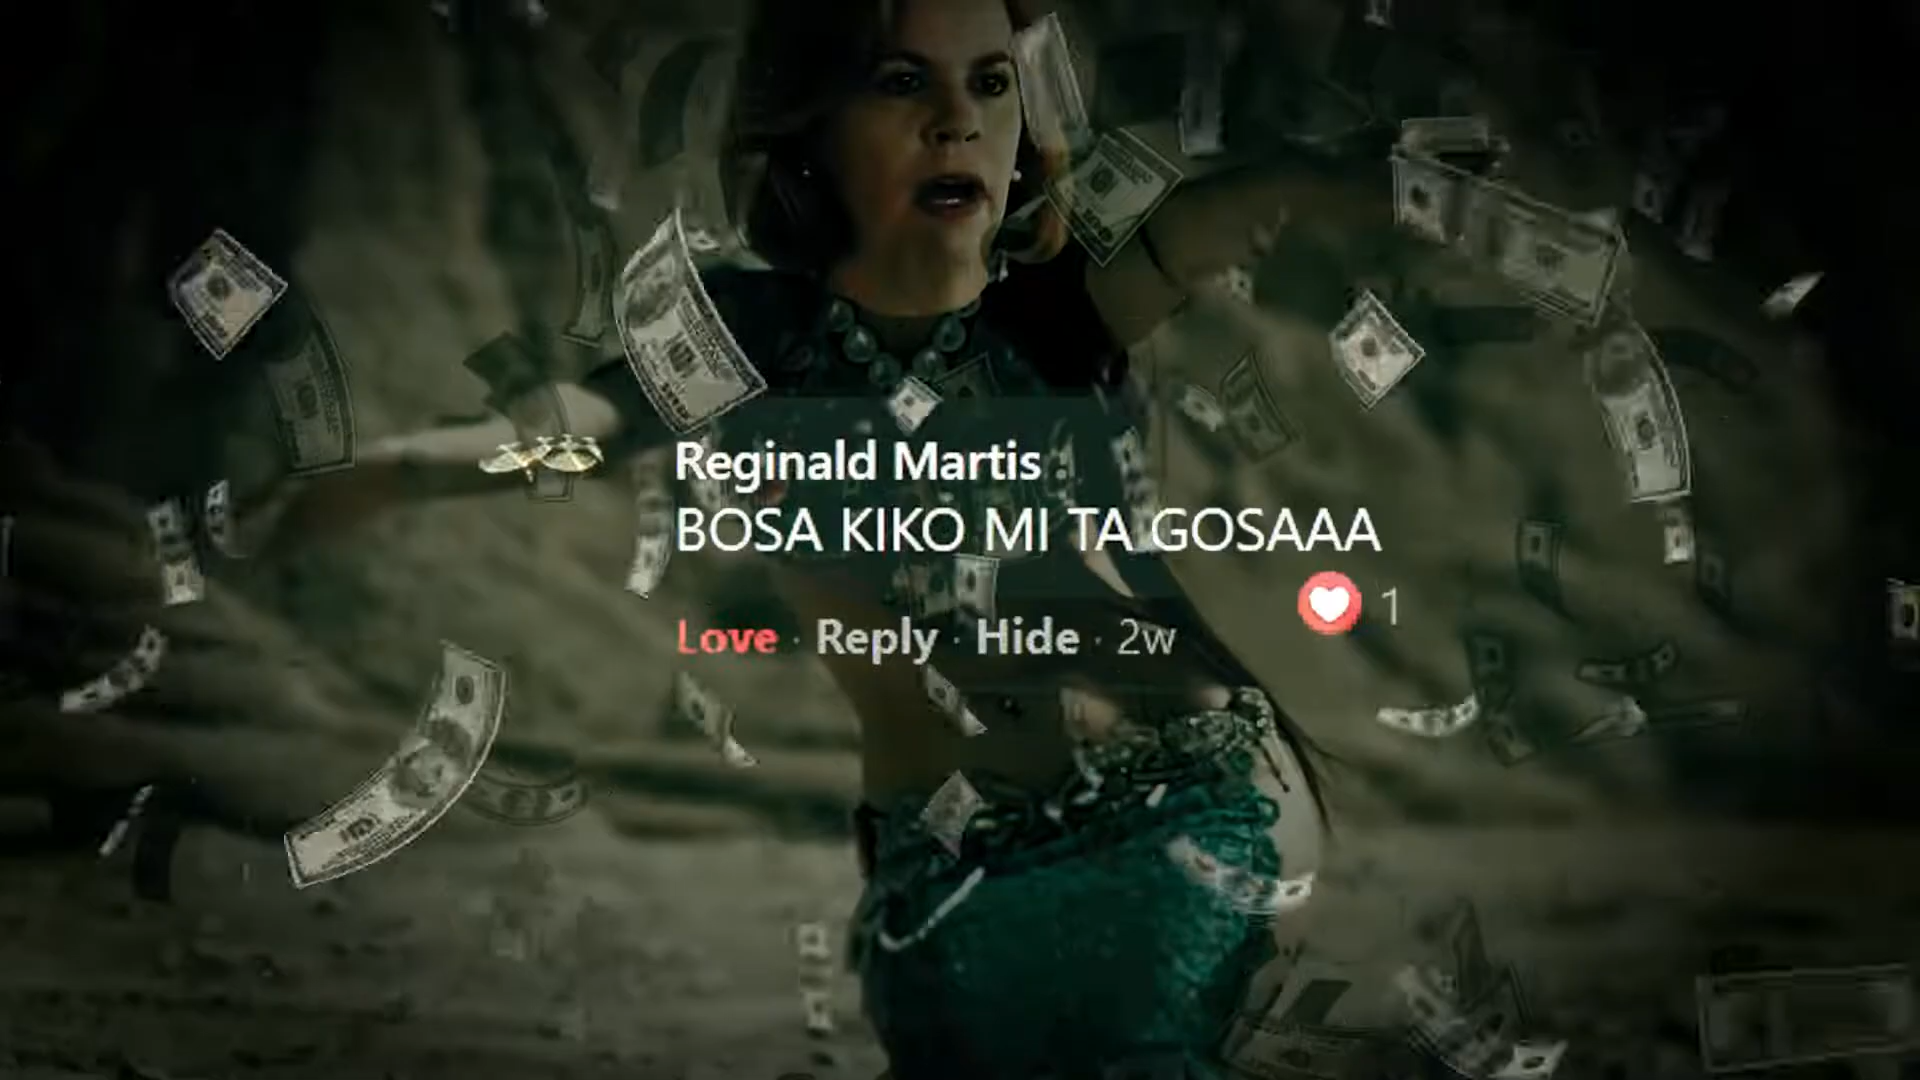 Reginald Martis
BOSA KIKO MI TA GOSAAA
1
Love · Reply · Hide · 2w